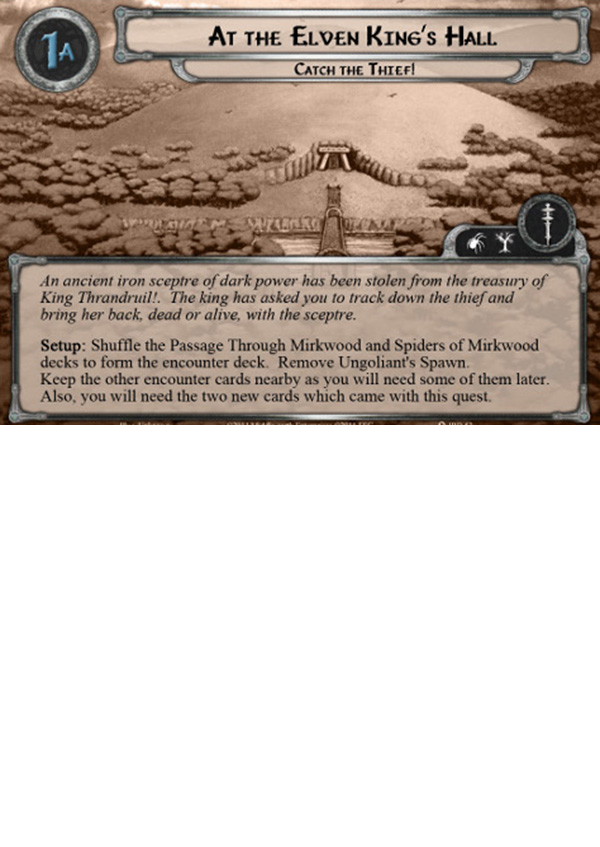 1A
At the Elven King's Hall
Catch the Thief!
An ancient iron sceptre of dark power has been stolen from the treasury of
King Thrandruil!. The king has asked you to track down the thief and
bring her back, dead or alive, with the sceptre.
Setup: Shuffle the Passage Through Mirkwood and Spiders of Mirkwood
decks to form the encounter deck. Remove Ungoliant's Spawn.
Keep the other encounter cards nearby as you will need some of them later.
Also, you will need the two new cards which came with this quest.